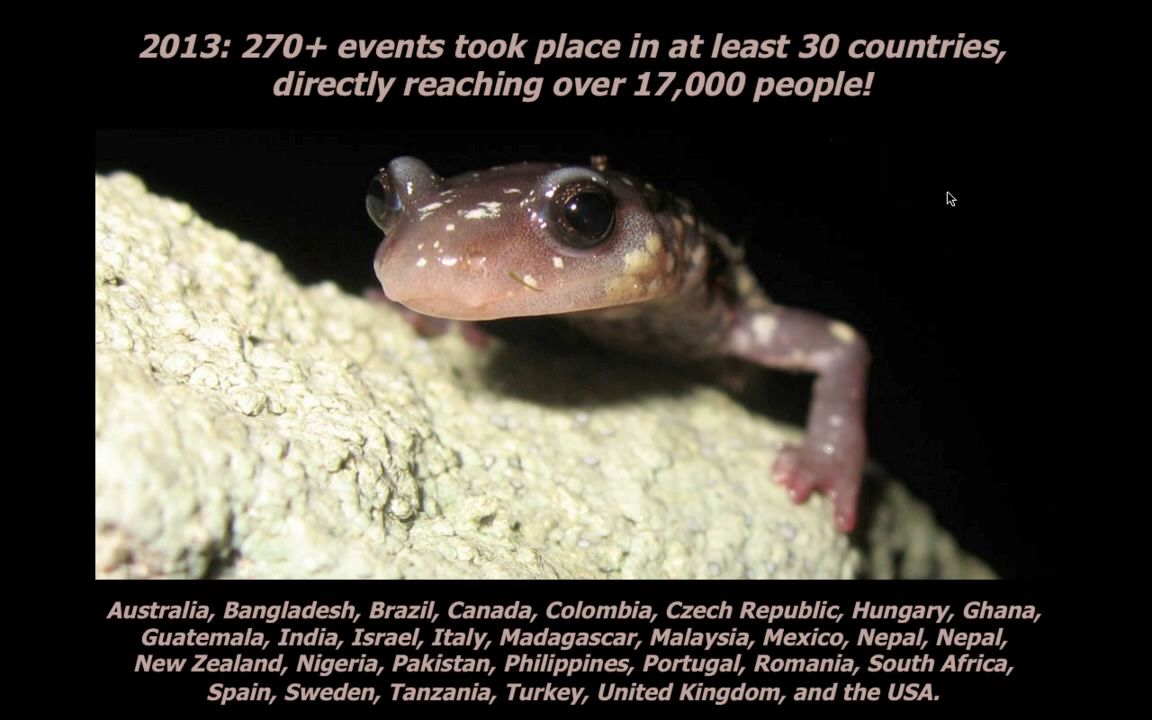 2013: 270+ events took place in at least 30 countries,
directly reaching over 17,000 people!
Australia, Bangladesh, Brazil, Canada, Colombia, Czech Republic, Hungary, Ghana,
Guatemala, India, Israel, Italy, Madagascar, Malaysia, Mexico, Nepal, Nepal,
New Zealand, Nigeria, Pakistan, Philippines, Portugal, Romania, South Africa,
Spain, Sweden, Tanzania, Turkey, United Kingdom, and the USA.